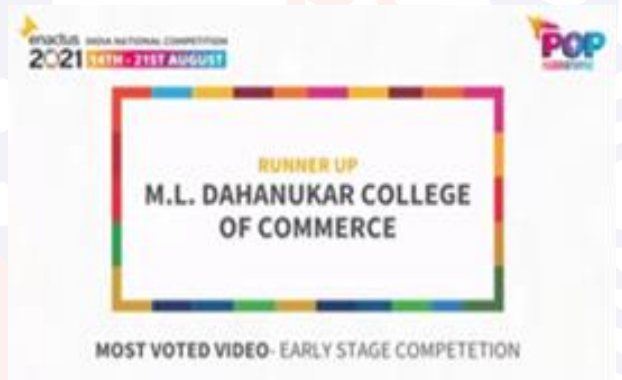 enactus INDIA NATIONAL COMPETITION
2021 14TH - 21ST AUGUST
POP
RUNNER UP
M.L. DAHANUKAR COLLEGE
OF COMMERCE
MOST VOTED VIDEO- EARLY STAGE COMPETETION